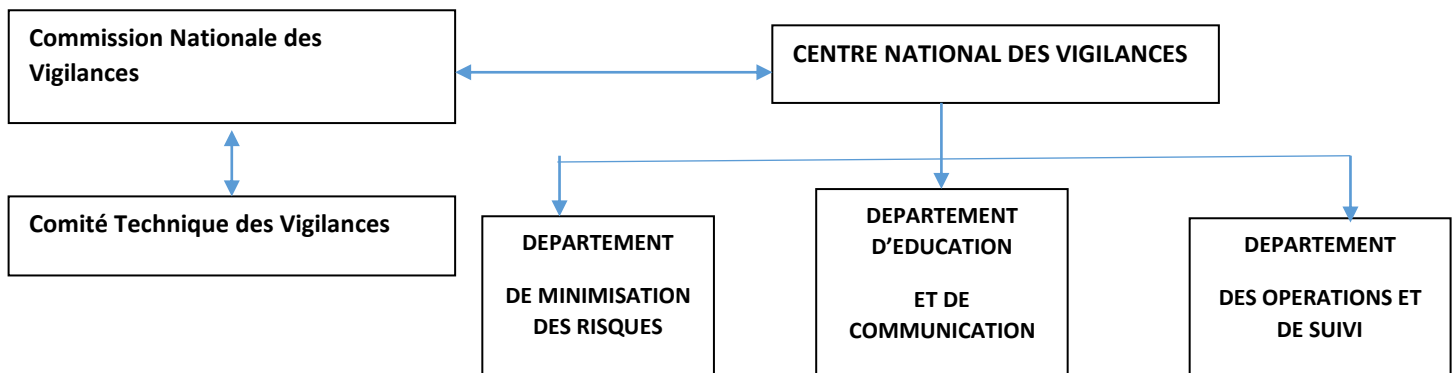 Commission Nationale des
Vigilances
CENTRE NATIONAL DES VIGILANCES
Comité Technique des Vigilances
DEPARTEMENT
DE MINIMISATION
DES RISQUES
DEPARTEMENT
D’EDUCATION
ET DE
COMMUNICATION
DEPARTEMENT
DES OPERATIONS ET
DE SUIVI